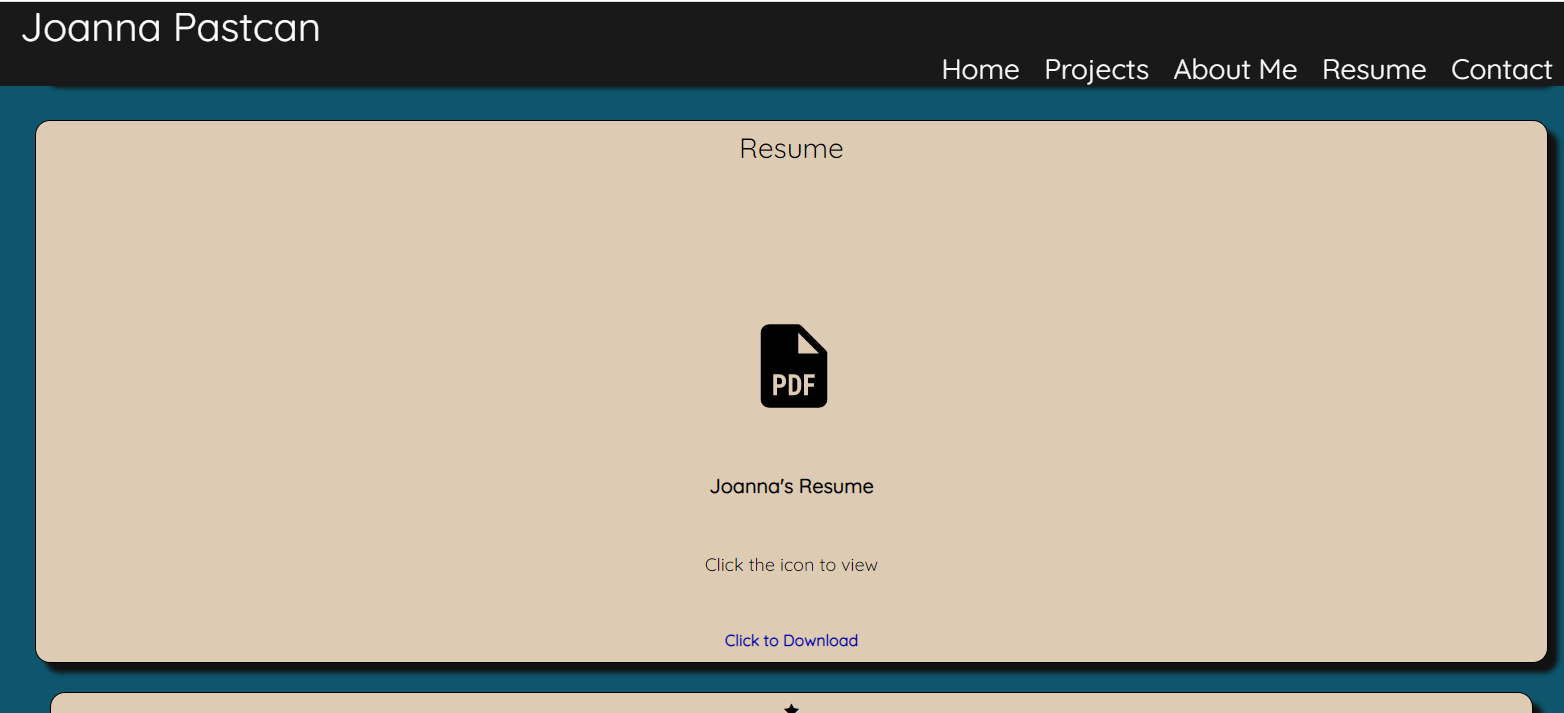 Joanna Pastcan
Home Projects About Me Resume Contact
Resume
PDF
Joanna's Resume
Click the icon to view
Click to Download